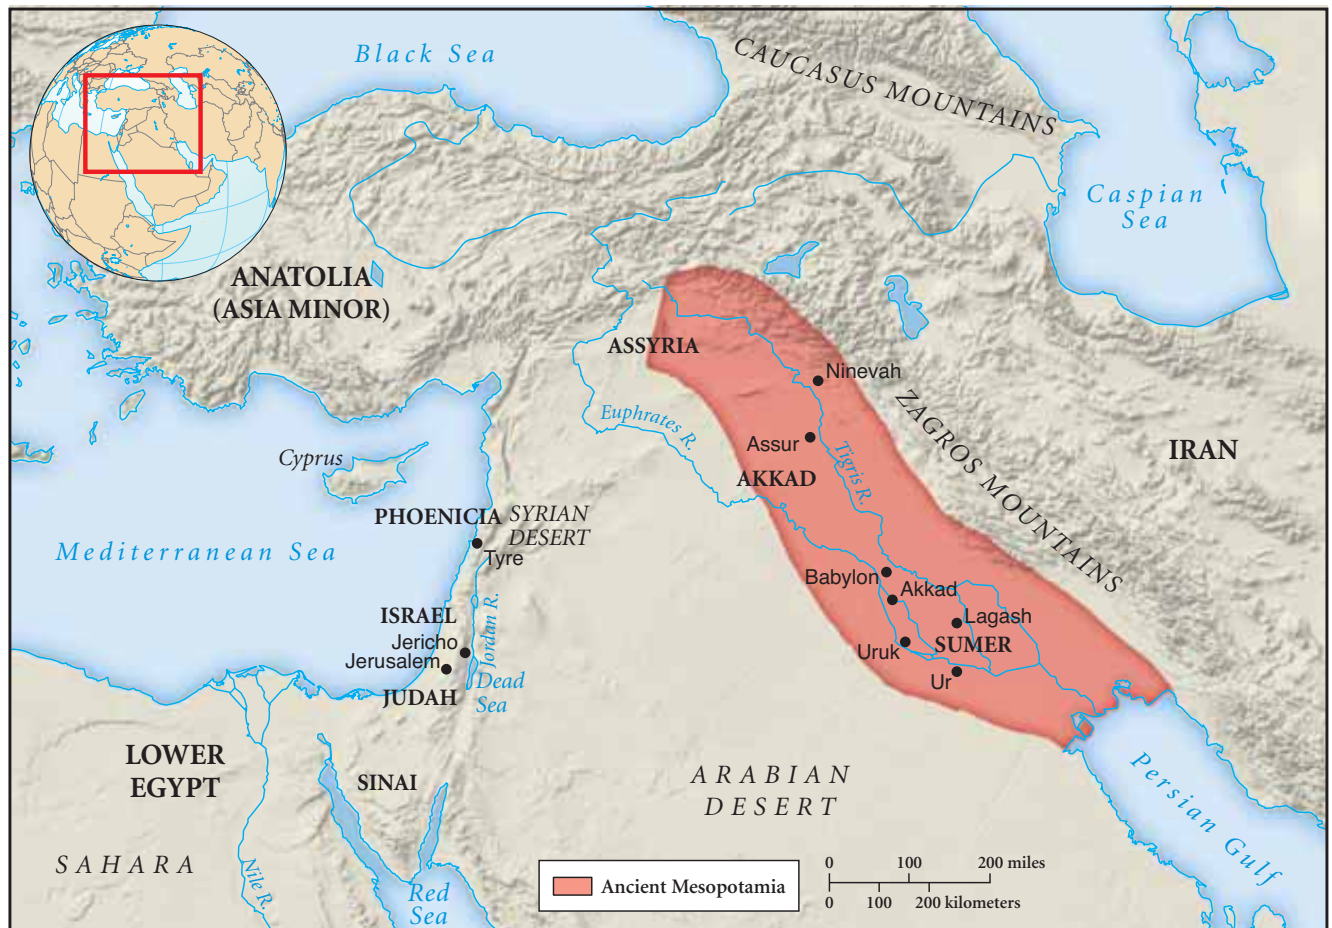 Black Sea
CAUCASUS MOUNTAINS
Caspian
Sea
ANATOLIA
(ASIA MINOR)
ASSYRIA
Ninevah
Euphrates R.
ZAGROS MOUNTAINS
Assur
Tigris R.
IRAN
Cyprus
AKKAD
PHOENICIA
SYRIAN
DESERT
Mediterranean Sea
Tyre
Babylon
Akkad
ISRAEL
Jordan R.
Lagash
Jericho
SUMER
Uruk
Jerusalem
Dead
Sea
Ur
JUDAH
LOWER
EGYPT
SINAI
ARABIAN
DESERT
Persian Gulf
SAHARA
Nile R.
Red
Sea
Ancient Mesopotamia
0 100 200 miles
0 100 200 kilometers